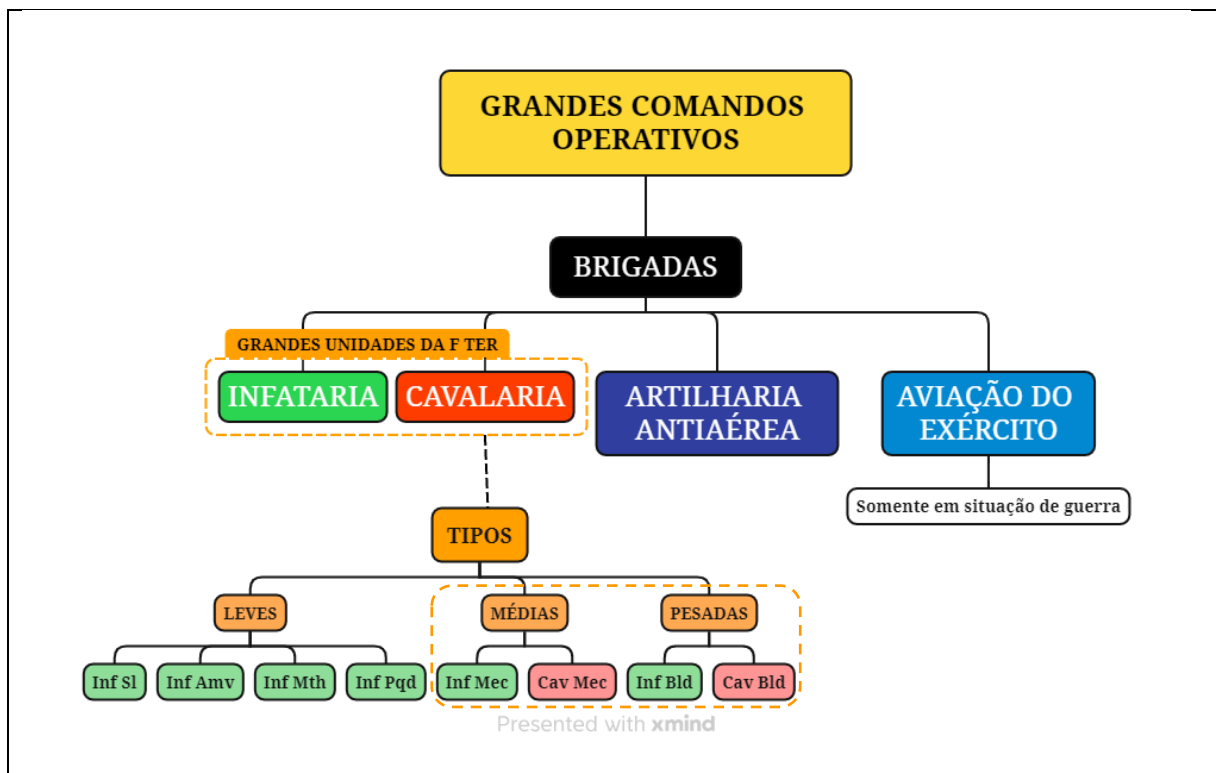 GRANDES COMANDOS
OPERATIVOS
BRIGADAS
GRANDES UNIDADES DA F TER
INFATARIA
CAVALARIA
ARTILHARIA
ANTIAÉREA
AVIAÇÃO DO
EXÉRCITO
Somente em situação de guerra
TIPOS
LEVES
MÉDIAS
PESADAS
Inf Sl
Inf Amv
Inf Mth
Inf Pqd
Inf Mec
Cav Mec
Inf Bld
Cav Bld
Presented with xmind